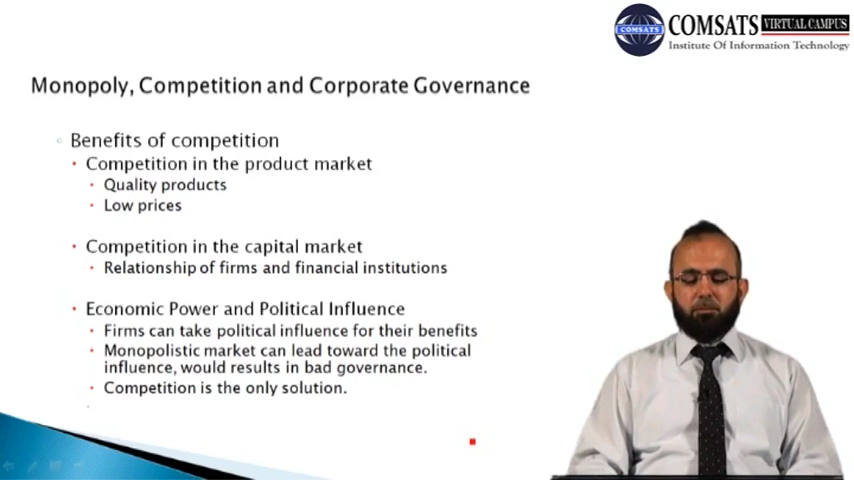 COMSATS
COMSATS VIRTUAL CAMPUS
Institute Of Information Technology
Monopoly, Competition and Corporate Governance
Benefits of competition
Competition in the product market
Quality products
Low prices
Competition in the capital market
Relationship of firms and financial institutions
Economic Power and Political Influence
Firms can take political influence for their benefits
Monopolistic market can lead toward the political
influence, would results in bad governance.
Competition is the only solution.